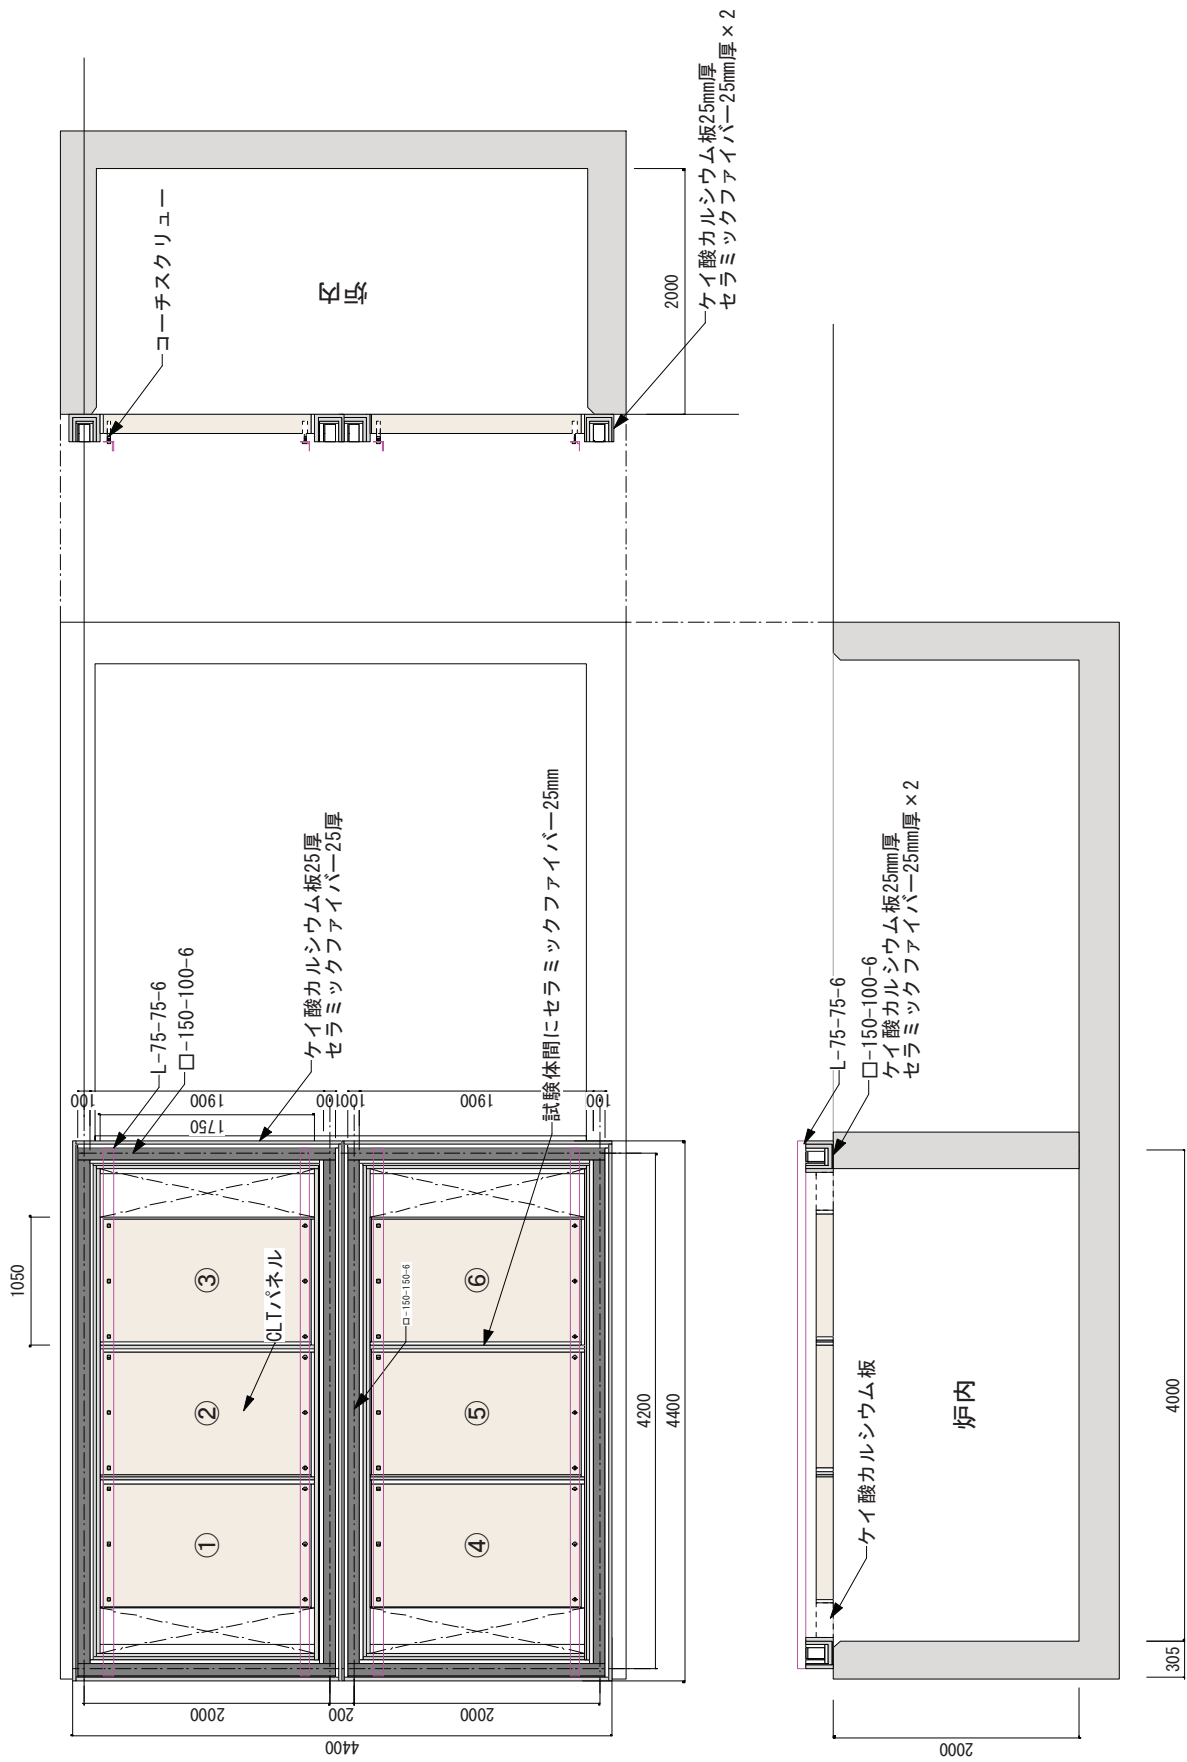 コーチスクリュー
炉内
2000
ケイ酸カルシウム板25mm厚
セラミックファイバー25mm厚×2
L-75-75-6
□-150-100-6
ケイ酸カルシウム板25厚
セラミックファイバー25厚
試験体間にセラミックファイバー25mm
100
1900
100
100
1900
100
1750
1050
①
②
③
④
⑤
⑥
CLTパネル
□-150-150-6
4200
4400
2000
200
2000
4400
L-75-75-6
□-150-100-6
ケイ酸カルシウム板25mm厚
セラミックファイバー25mm厚×2
ケイ酸カルシウム板
炉内
4000
305
2000